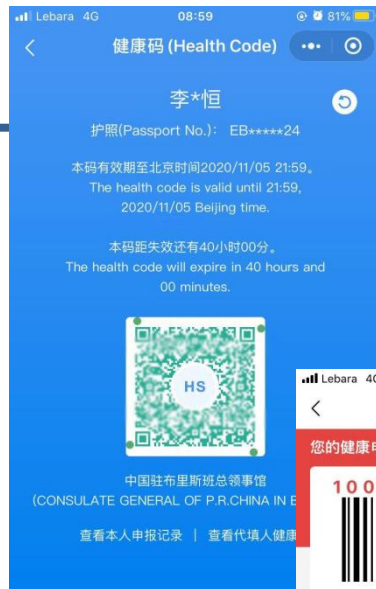 Lebara 4G 08:59 81%
健康码 (Health Code)
李*恒
护照(Passport No.): EB*****24
本码有效期至北京时间2020/11/05 21:59。
The health code is valid until 21:59,
2020/11/05 Beijing time.
本码距失效还有40小时00分。
The health code will expire in 40 hours and
00 minutes.
HS
中国驻布里斯班总领事馆
(CONSULATE GENERAL OF P.R.CHINA IN
查看本人申报记录 | 查看代填人健康
Lebara 4G
您的健康申
100